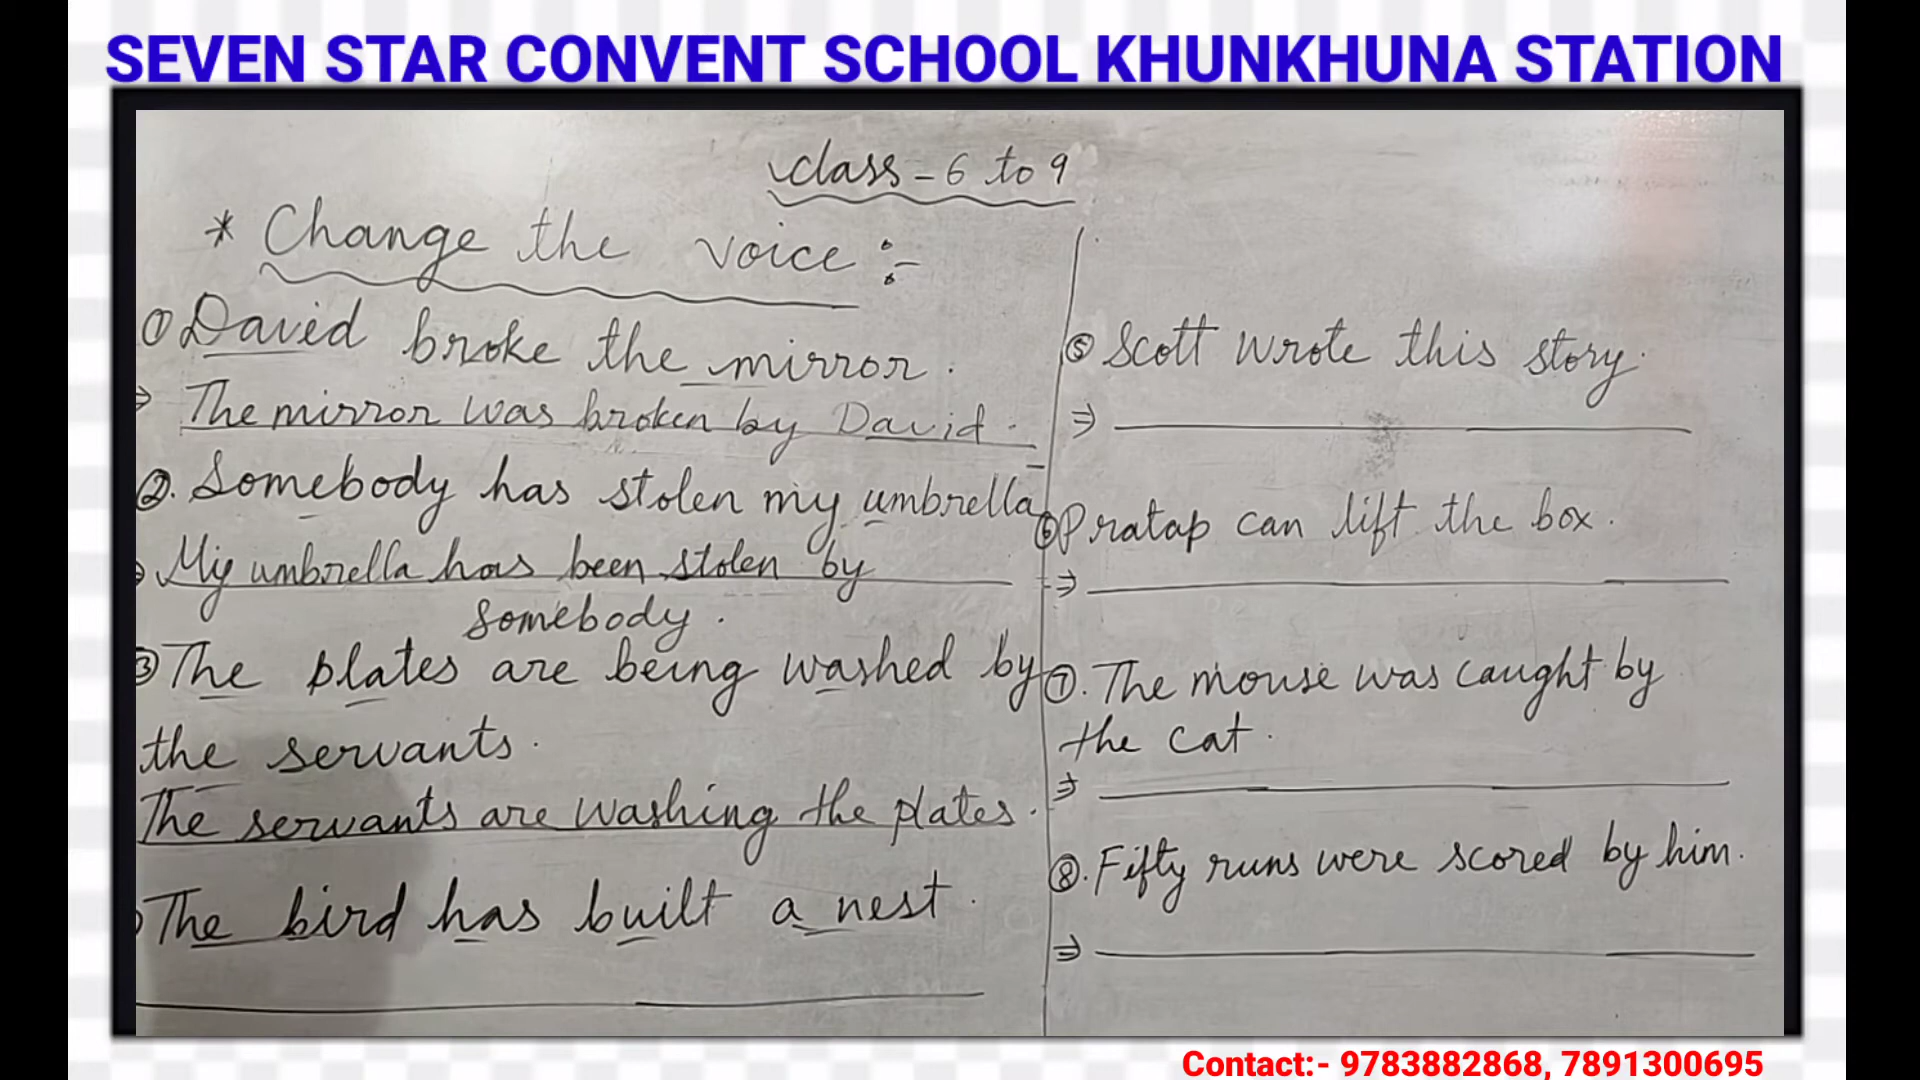 SEVEN STAR CONVENT SCHOOL KHUNKHUNA STATION
class - 6 to 9
* Change the voice :-
① David broke the mirror.
⇒ The mirror was broken by David.
②. Somebody has stolen my umbrella
⇒ My umbrella has been stolen by
somebody.
③ The plates are being washed by
the servants.
The servants are washing the plates.
The bird has built a nest.
⑤ Scott wrote this story.
⇒
⑥ Pratap can lift the box.
⇒
⑦. The mouse was caught by
the cat.
⇒
⑧. Fifty runs were scored by him.
⇒
Contact:- 9783882868, 7891300695